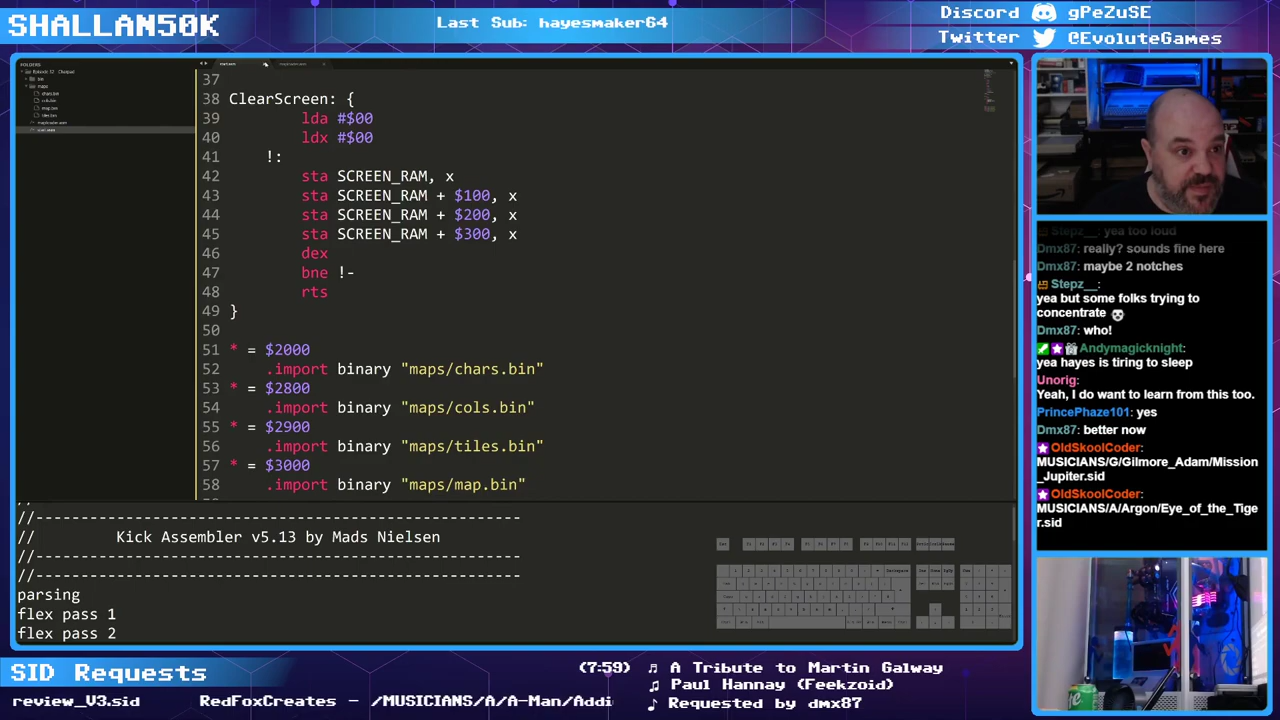 SHALLAN50K
Last Sub: hayesmaker64
Discord gPeZuSE
Twitter @EvoluteGames
FOLDERS
37
38 ClearScreen: {
39 lda #$00
40 ldx #$00
41 !:
42 sta SCREEN_RAM, x
43 sta SCREEN_RAM + $100, x
44 sta SCREEN_RAM + $200, x
45 sta SCREEN_RAM + $300, x
46 dex
47 bne !-
48 rts
49 }
50
51 * = $2000
52 .import binary "maps/chars.bin"
53 * = $2800
54 .import binary "maps/cols.bin"
55 * = $2900
56 .import binary "maps/tiles.bin"
57 * = $3000
58 .import binary "maps/map.bin"
//------------------------------------------------------
// Kick Assembler v5.13 by Mads Nielsen
//------------------------------------------------------
//------------------------------------------------------
parsing
flex pass 1
flex pass 2
Stepz__: yea too loud
Dmx87: really? sounds fine here
Dmx87: maybe 2 notches
Stepz__:
yea but some folks trying to
concentrate
Dmx87: who!
Andymagicknight:
yea hayes is tiring to sleep
Unorig:
Yeah, I do want to learn from this too.
PrincePhaze101: yes
Dmx87: better now
OldSkoolCoder:
MUSICIANS/G/Gilmore_Adam/Mission
_Jupiter.sid
OldSkoolCoder:
MUSICIANS/A/Argon/Eye_of_the_Tige
r.sid
SID Requests
(7:59) A Tribute to Martin Galway
Paul Hannay (Feekzoid)
Requested by dmx87
review_V3.sid RedFoxCreates - /MUSICIANS/A/A-Man/Addi